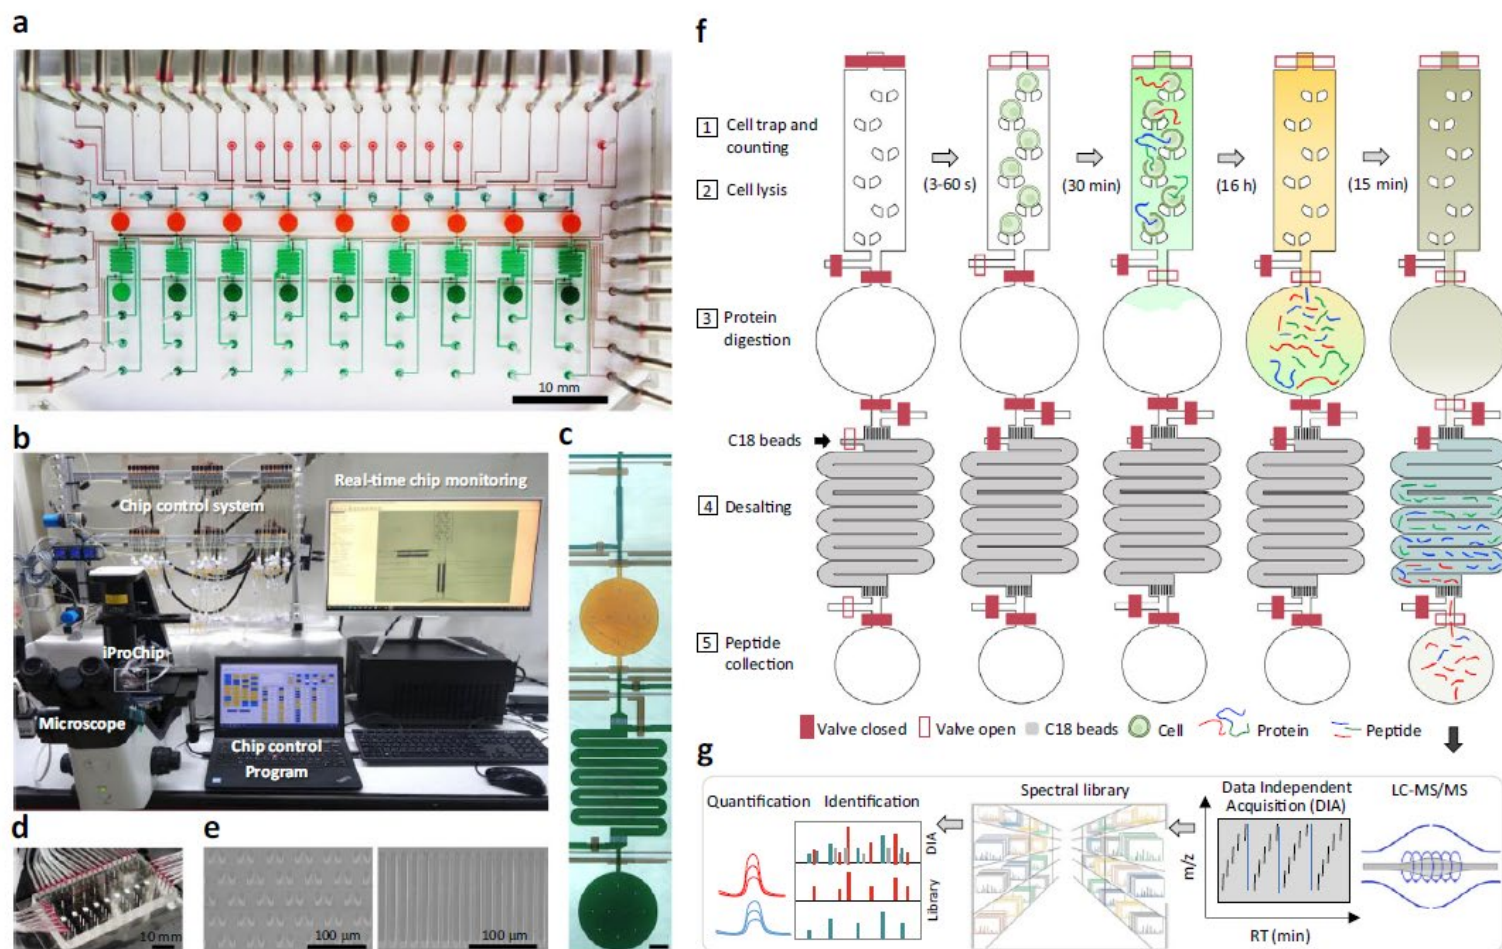 a
10 mm
b
Chip control system
Real-time chip monitoring
iProChip
Microscope
Chip control
Program
c
d
10 mm
e
100 µm
100 µm
f
1 Cell trap and
counting
2 Cell lysis
(3-60 s)
(30 min)
(16 h)
(15 min)
3 Protein
digestion
C18 beads
4 Desalting
5 Peptide
collection
Valve closed
Valve open
C18 beads
Cell
Protein
Peptide
g
Quantification
Identification
DIA
Library
Spectral library
Data Independent
Acquisition (DIA)
m/z
RT (min)
LC-MS/MS